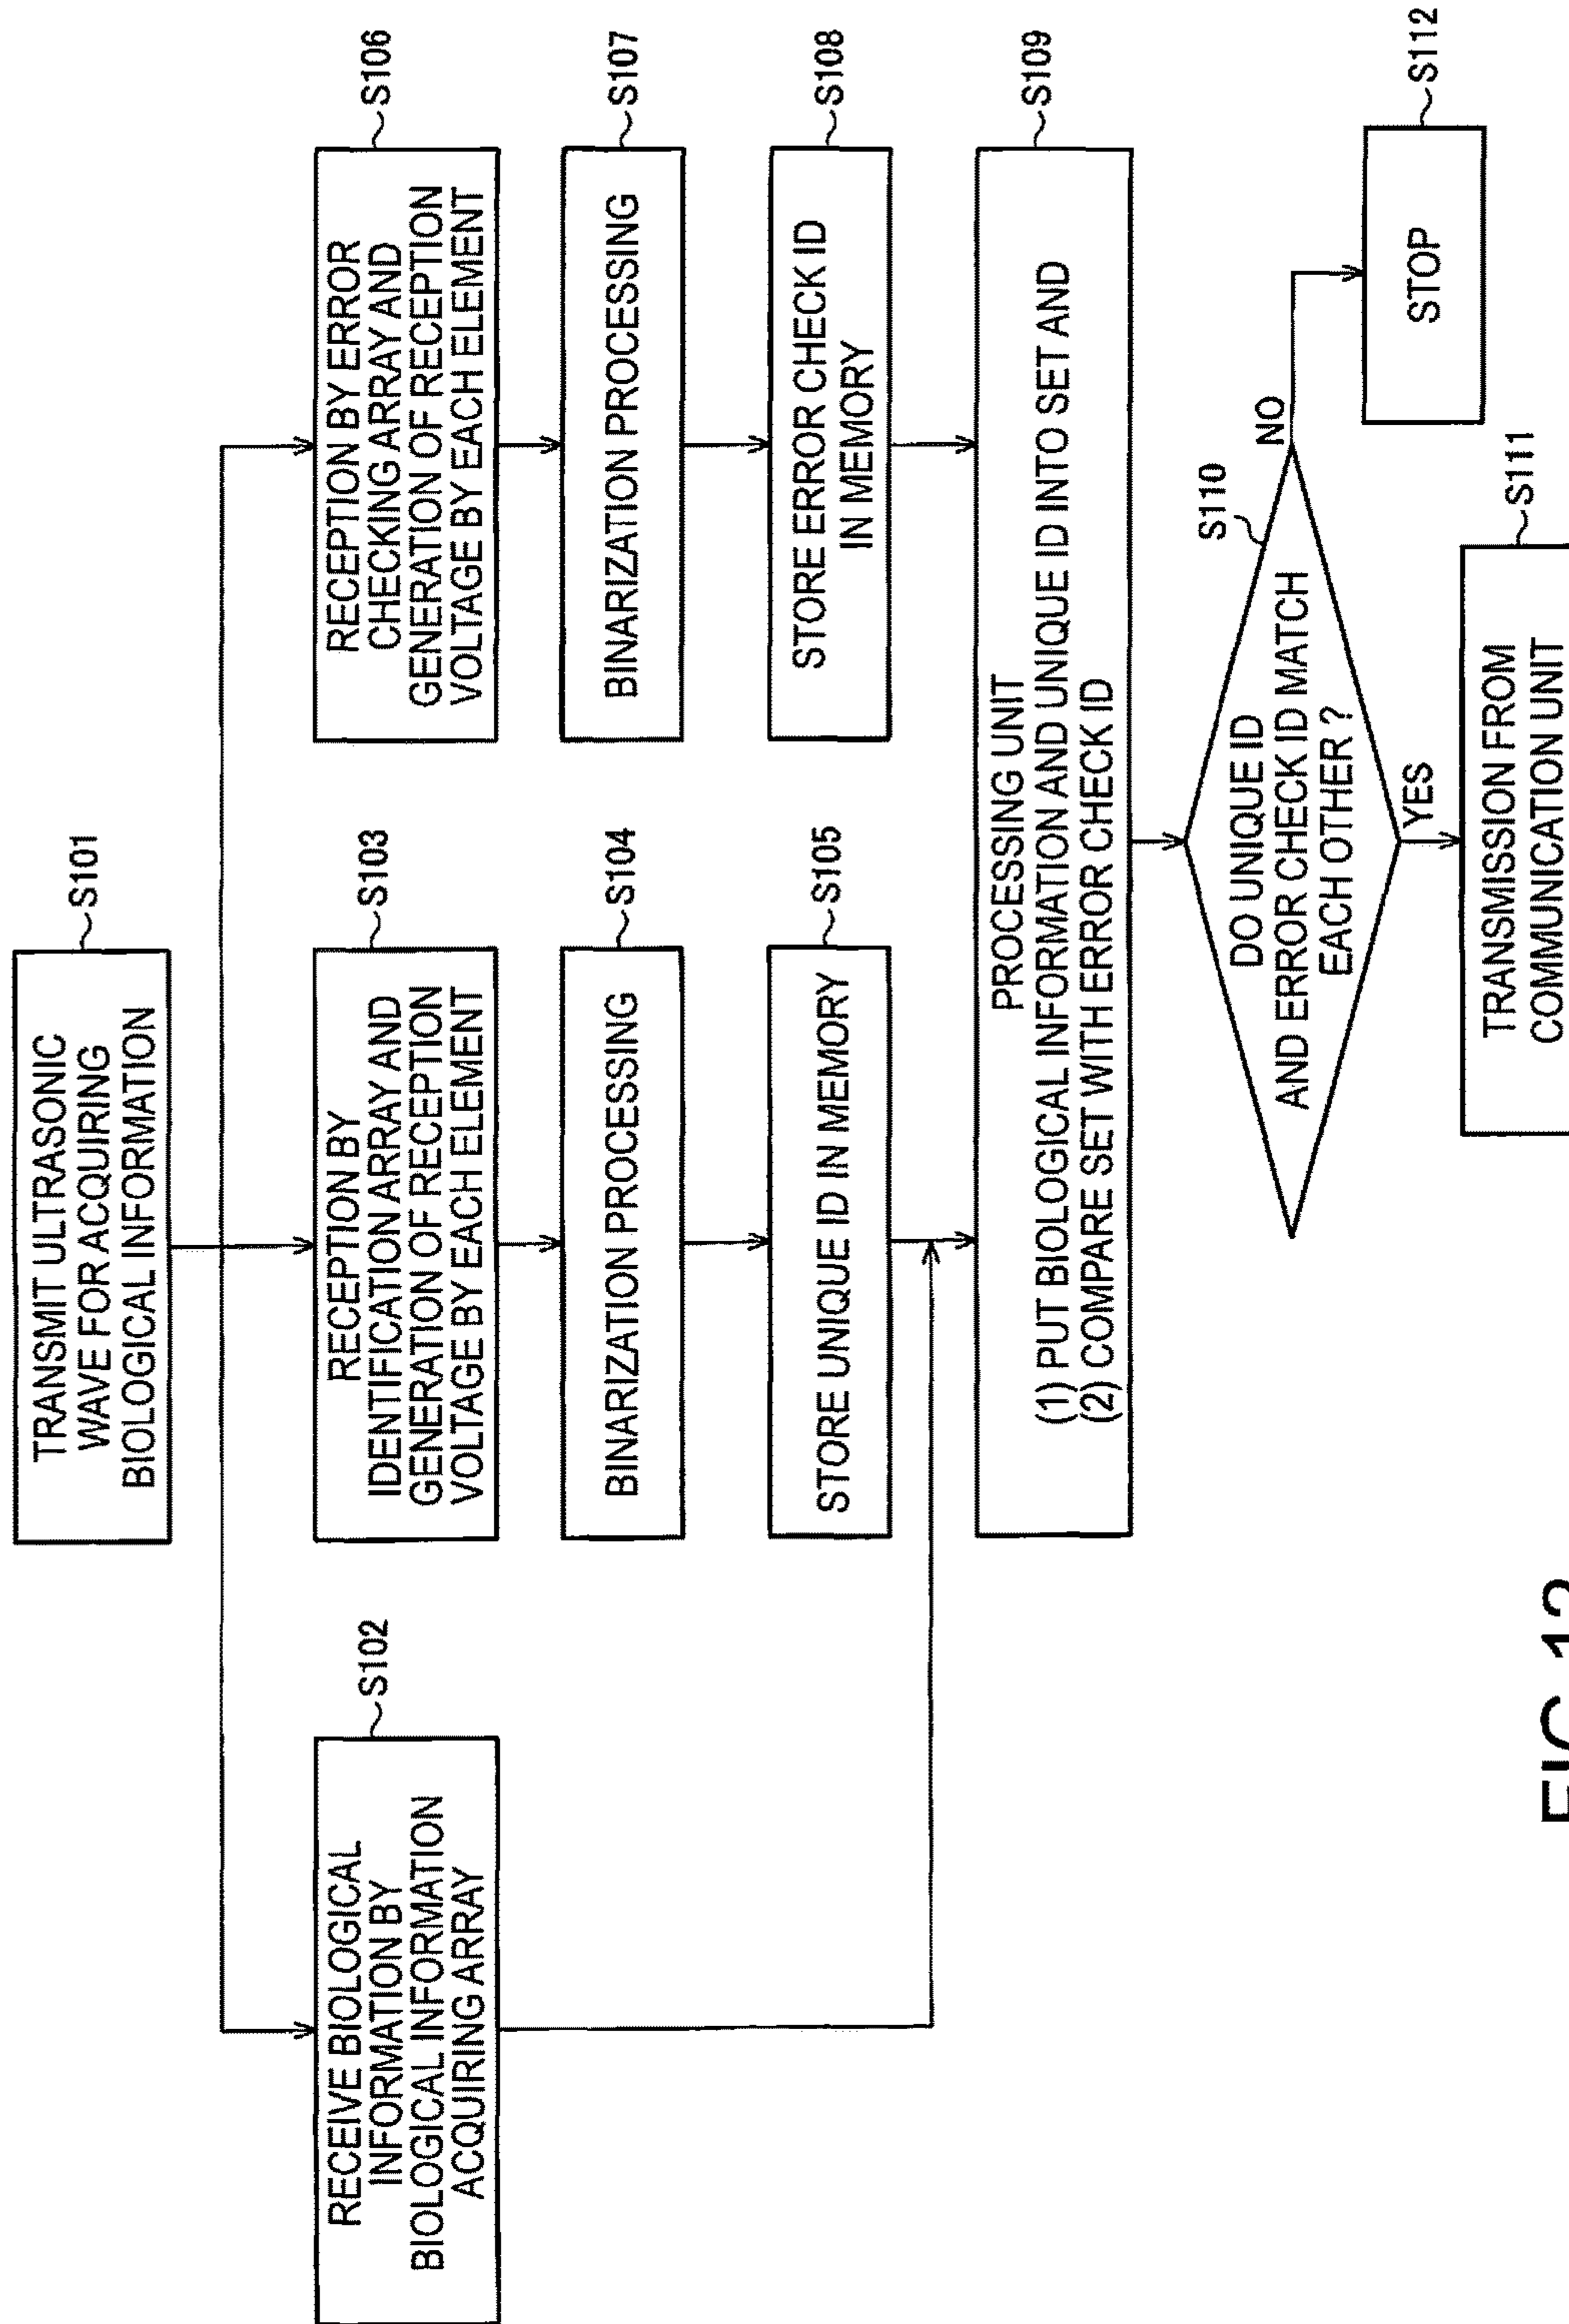 TRANSMIT ULTRASONIC
WAVE FOR ACQUIRING
BIOLOGICAL INFORMATION
S101
RECEIVE BIOLOGICAL
INFORMATION BY
BIOLOGICAL INFORMATION
ACQUIRING ARRAY
S102
RECEPTION BY
IDENTIFICATION ARRAY AND
GENERATION OF RECEPTION
VOLTAGE BY EACH ELEMENT
S103
BINARIZATION PROCESSING
S104
STORE UNIQUE ID IN MEMORY
S105
RECEPTION BY ERROR
CHECKING ARRAY AND
GENERATION OF RECEPTION
VOLTAGE BY EACH ELEMENT
S106
BINARIZATION PROCESSING
S107
STORE ERROR CHECK ID
IN MEMORY
S108
PROCESSING UNIT
(1) PUT BIOLOGICAL INFORMATION AND UNIQUE ID INTO SET AND
(2) COMPARE SET WITH ERROR CHECK ID
S109
DO UNIQUE ID
AND ERROR CHECK ID MATCH
EACH OTHER ?
S110
NO
YES
TRANSMISSION FROM
COMMUNICATION UNIT
S111
STOP
S112